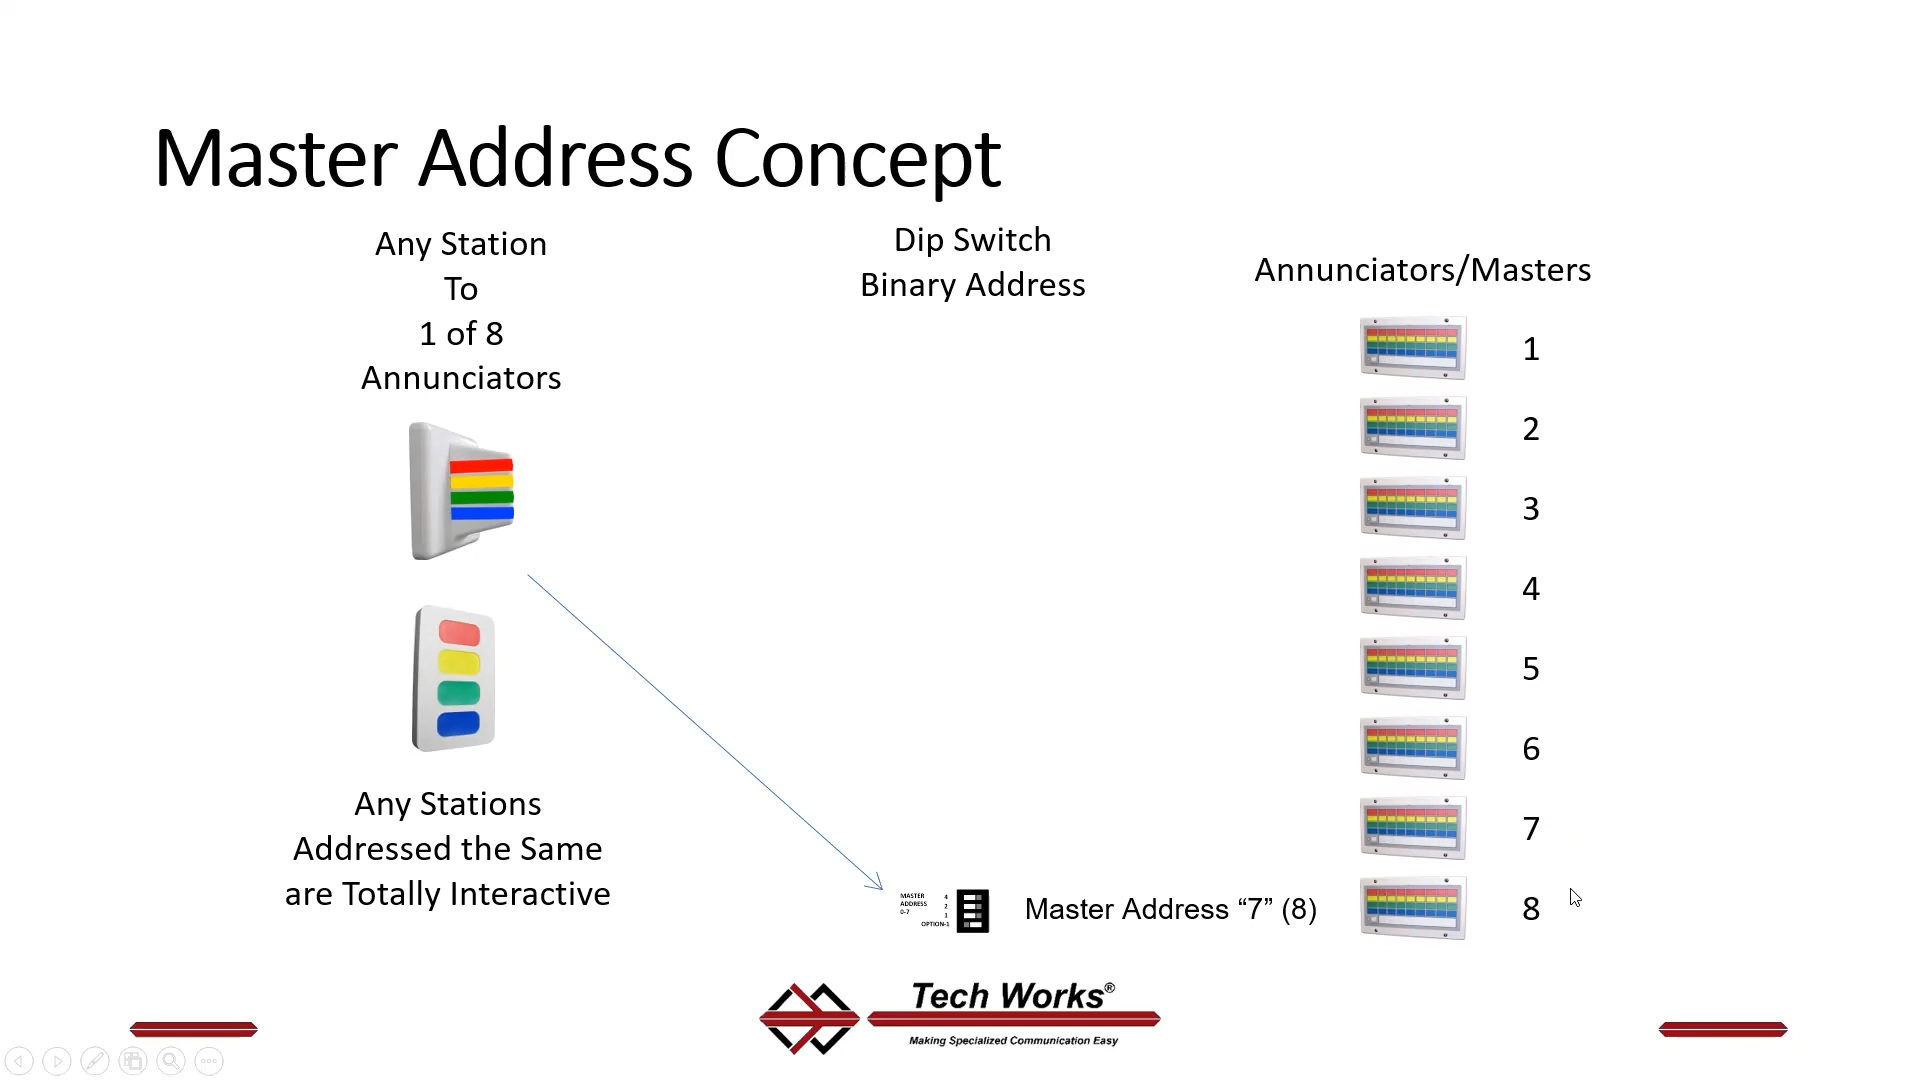 Master Address Concept
Any Station
To
1 of 8
Annunciators
Any Stations
Addressed the Same
are Totally Interactive
Dip Switch
Binary Address
MASTER 4
ADDRESS 2
0-7 1
OPTION-1
Master Address “7” (8)
Annunciators/Masters
1
2
3
4
5
6
7
8
Tech Works®
Making Specialized Communication Easy